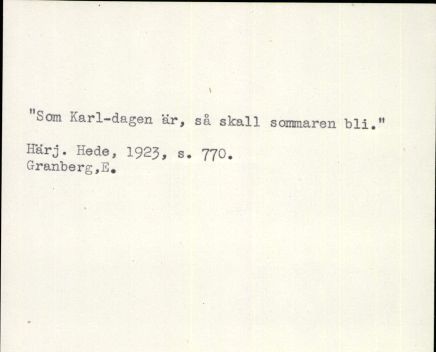 "Som Karl-dagen är, så skall sommaren bli."
Härj. Hede, 1923, s. 770.
Granberg,E.